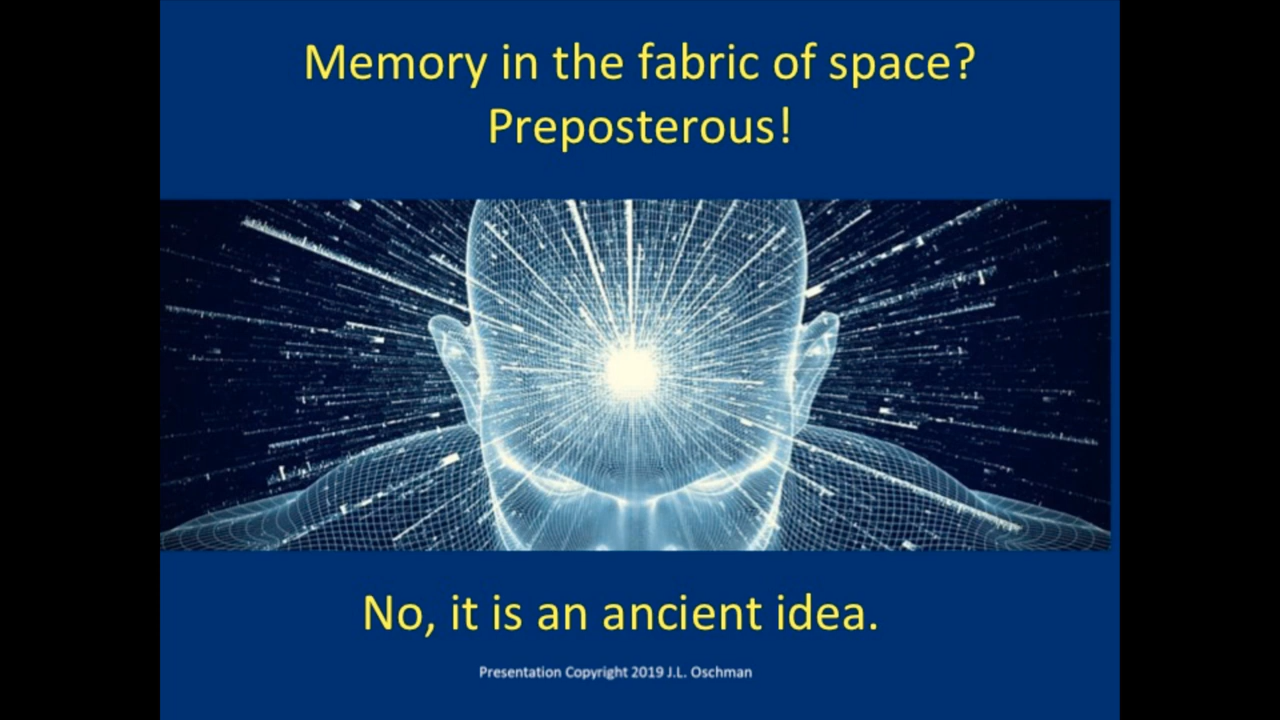 Memory in the fabric of space?
Preposterous!
No, it is an ancient idea.
Presentation Copyright 2019 J.L. Oschman